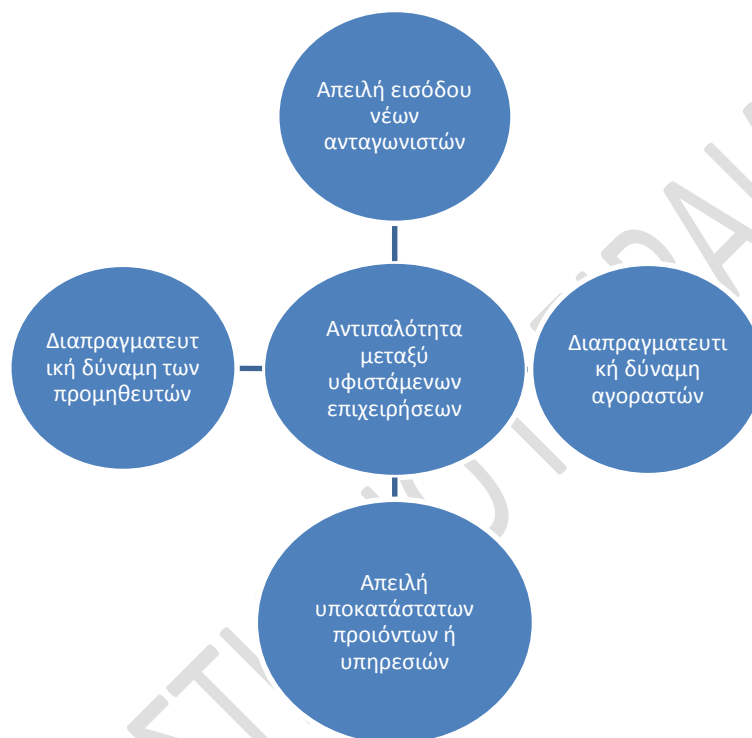 Απειλή εισόδου
νέων
ανταγωνιστών
Διαπραγματευτ
ική δύναμη των
προμηθευτών
Αντιπαλότητα
μεταξύ
υφιστάμενων
επιχειρήσεων
Διαπραγματευτι
κή δύναμη
αγοραστών
Απειλή
υποκατάστατων
προιόντων ή
υπηρεσιών